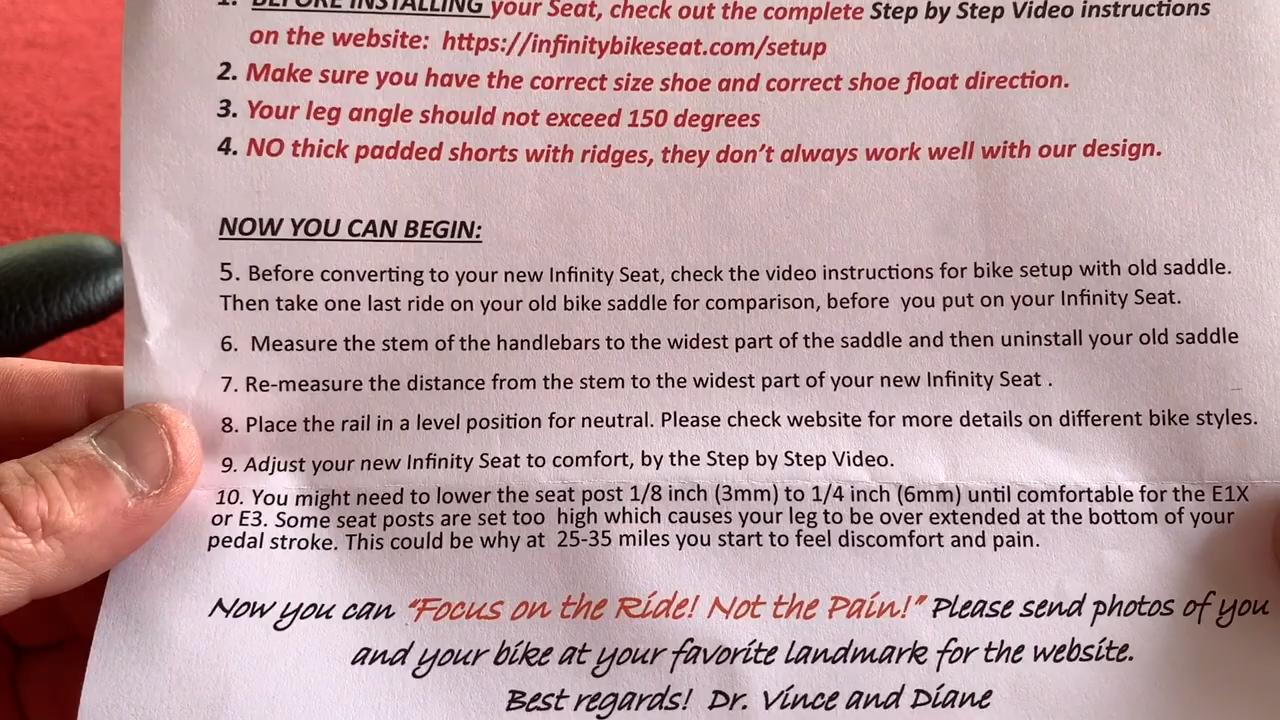 1. BEFORE INSTALLING your Seat, check out the complete Step by Step Video instructions
on the website: https://infinitybikeseat.com/setup
2. Make sure you have the correct size shoe and correct shoe float direction.
3. Your leg angle should not exceed 150 degrees
4. NO thick padded shorts with ridges, they don't always work well with our design.
NOW YOU CAN BEGIN:
5. Before converting to your new Infinity Seat, check the video instructions for bike setup with old saddle.
Then take one last ride on your old bike saddle for comparison, before you put on your Infinity Seat.
6. Measure the stem of the handlebars to the widest part of the saddle and then uninstall your old saddle
7. Re-measure the distance from the stem to the widest part of your new Infinity Seat .
8. Place the rail in a level position for neutral. Please check website for more details on different bike styles.
9. Adjust your new Infinity Seat to comfort, by the Step by Step Video.
10. You might need to lower the seat post 1/8 inch (3mm) to 1/4 inch (6mm) until comfortable for the E1X
or E3. Some seat posts are set too high which causes your leg to be over extended at the bottom of your
pedal stroke. This could be why at 25-35 miles you start to feel discomfort and pain.
Now you can "Focus on the Ride! Not the Pain!" Please send photos of you
and your bike at your favorite landmark for the website.
Best regards! Dr. Vince and Diane